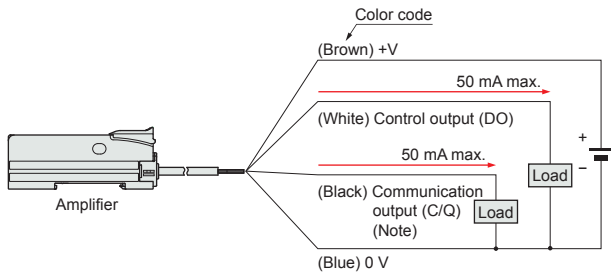 Color code
(Brown) +V
50 mA max.
(White) Control output (DO)
+
−
50 mA max.
Load
(Black) Communication
output (C/Q)
(Note)
Load
Amplifier
(Blue) 0 V